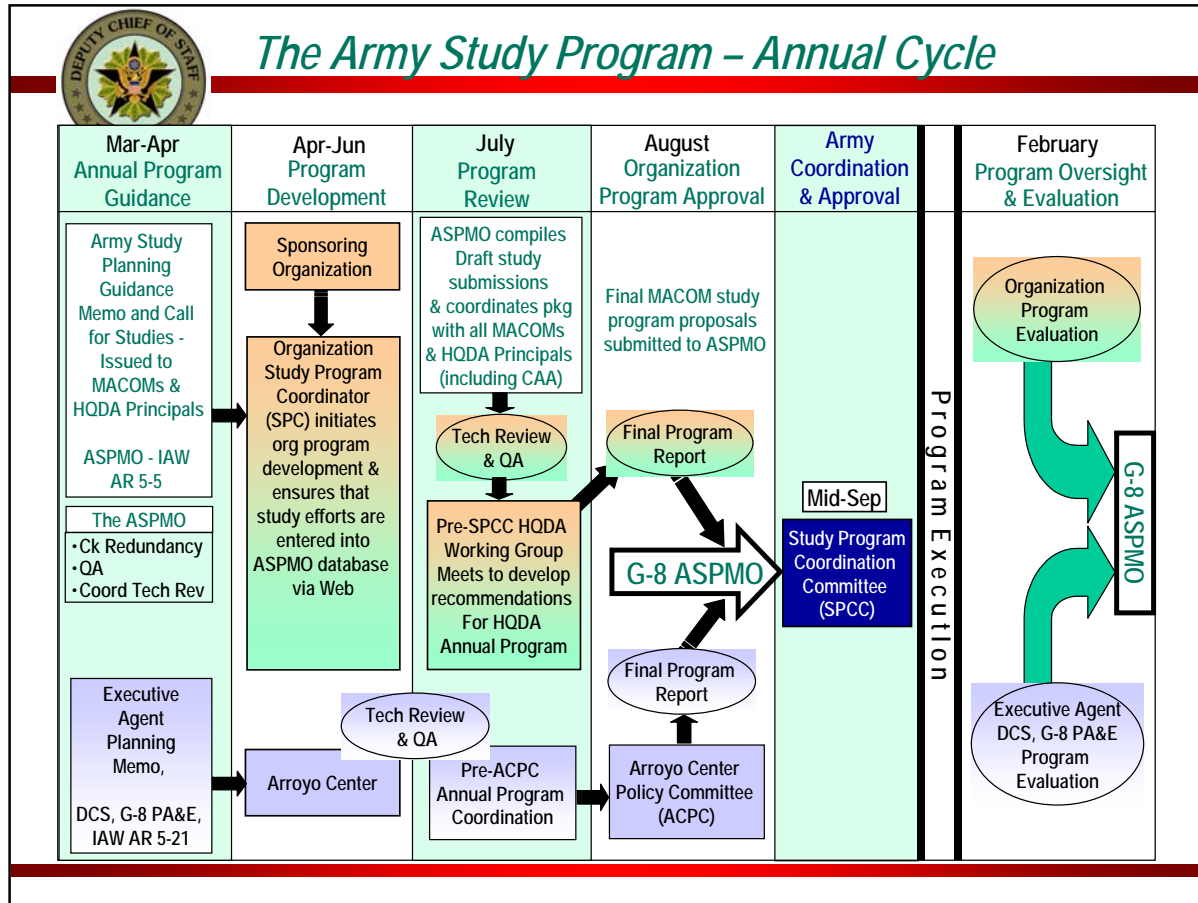 DEPUTY CHIEF OF STAFF
The Army Study Program – Annual Cycle
Mar-Apr
Annual Program
Guidance
Apr-Jun
Program
Development
July
Program
Review
August
Organization
Program Approval
Army
Coordination
& Approval
February
Program Oversight
& Evaluation
Army Study
Planning
Guidance
Memo and Call
for Studies -
Issued to
MACOMs &
HQDA Principals
ASPMO - IAW
AR 5-5
The ASPMO
• Ck Redundancy
• QA
• Coord Tech Rev
Executive
Agent
Planning
Memo,
DCS, G-8 PA&E,
IAW AR 5-21
Sponsoring
Organization
Organization
Study Program
Coordinator
(SPC) initiates
org program
development &
ensures that
study efforts are
entered into
ASPMO database
via Web
Arroyo Center
Tech Review
& QA
ASPMO compiles
Draft study
submissions
& coordinates pkg
with all MACOMs
& HQDA Principals
(including CAA)
Tech Review
& QA
Pre-SPCC HQDA
Working Group
Meets to develop
recommendations
For HQDA
Annual Program
Pre-ACPC
Annual Program
Coordination
Final MACOM study
program proposals
submitted to ASPMO
Final Program
Report
G-8 ASPMO
Final Program
Report
Arroyo Center
Policy Committee
(ACPC)
Mid-Sep
Study Program
Coordination
Committee
(SPCC)
Program Execution
Organization
Program
Evaluation
G-8 ASPMO
Executive Agent
DCS, G-8 PA&E
Program
Evaluation